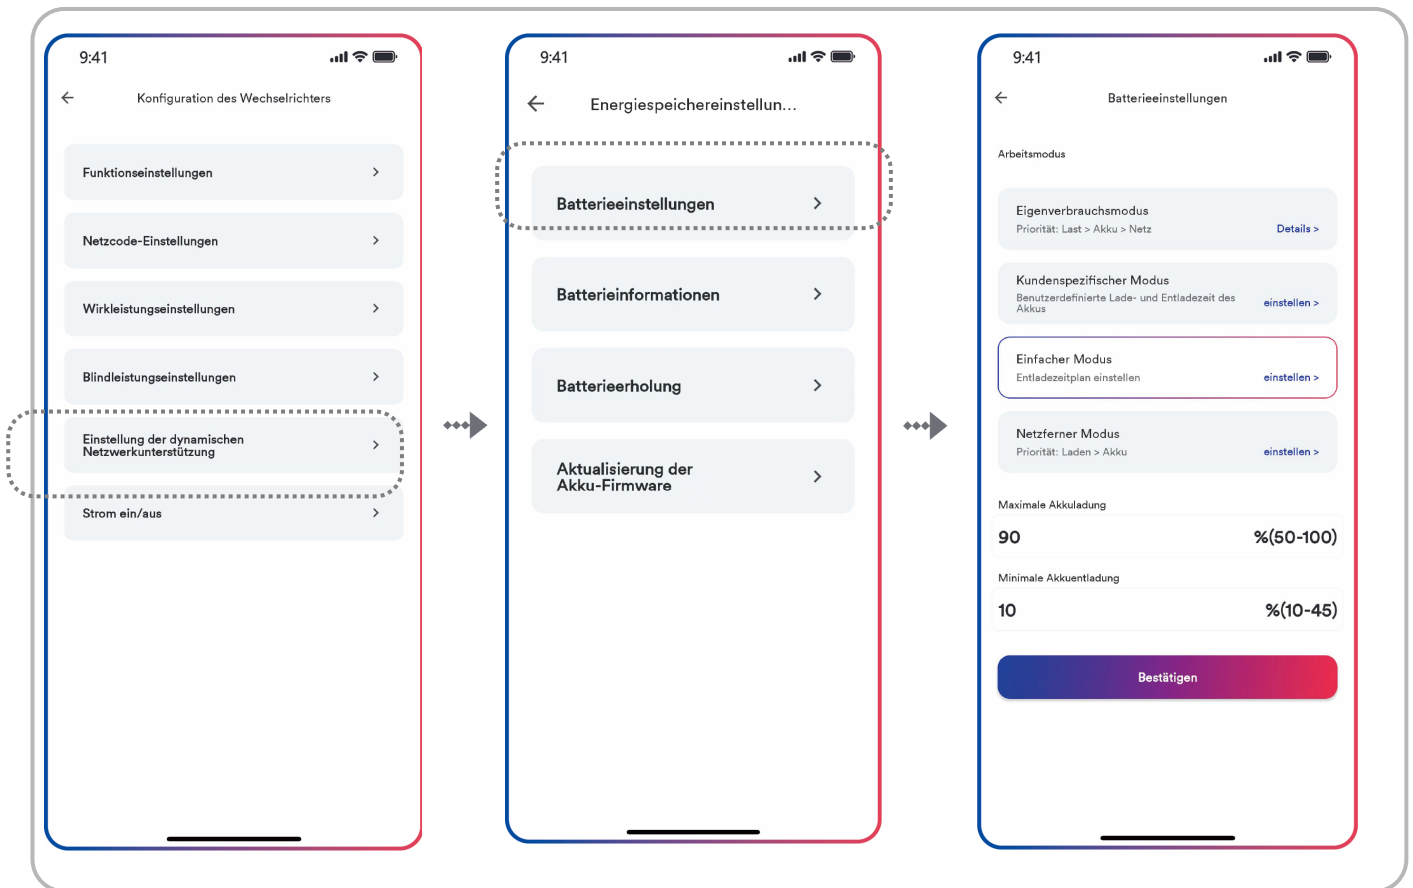 9:41
Konfiguration des Wechselrichters
Funktionseinstellungen
Netzcode-Einstellungen
Wirkleistungseinstellungen
Blindleistungseinstellungen
Einstellung der dynamischen
Netzwerkunterstützung
Strom ein/aus
9:41
Energiespeichereinstellun...
Batterieeinstellungen
Batterieinformationen
Batterieerholung
Aktualisierung der
Akku-Firmware
9:41
Batterieeinstellungen
Arbeitsmodus
Eigenverbrauchsmodus
Priorität: Last > Akku > Netz
Details >
Kundenspezifischer Modus
Benutzerdefinierte Lade- und Entladezeit des
Akkus
einstellen >
Einfacher Modus
Entladezeitplan einstellen
einstellen >
Netzferner Modus
Priorität: Laden > Akku
einstellen >
Maximale Akkuladung
90 %(50-100)
Minimale Akkuentladung
10 %(10-45)
Bestätigen